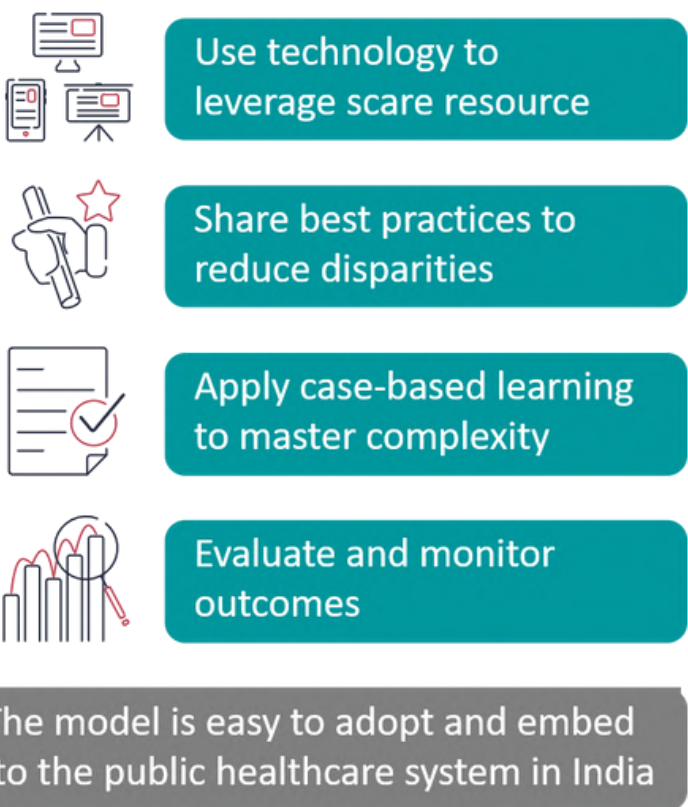 Use technology to
leverage scare resource
Share best practices to
reduce disparities
Apply case-based learning
to master complexity
Evaluate and monitor
outcomes
The model is easy to adopt and embed
to the public healthcare system in India